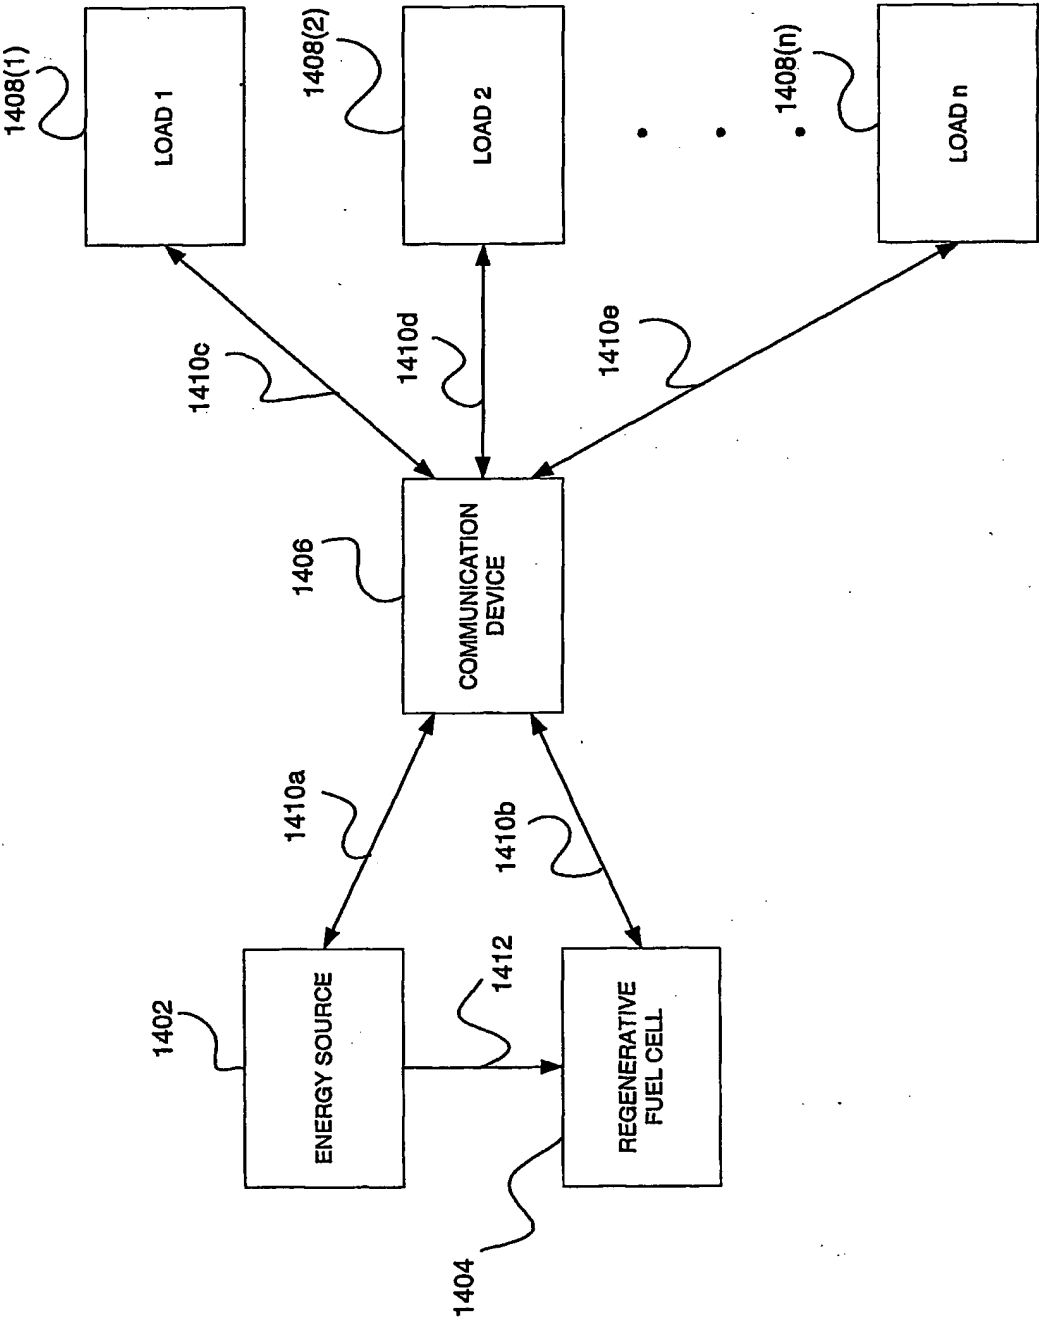 1408(1)
LOAD 1
1408(2)
LOAD 2
1408(n)
LOAD n
1410c
1410d
1410e
1406
COMMUNICATION
DEVICE
1410a
1410b
1402
ENERGY SOURCE
1412
REGENERATIVE
FUEL CELL
1404